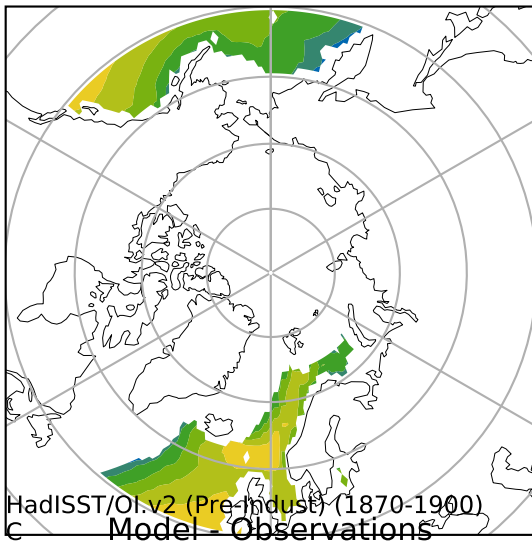 HadISST/OI.v2 (Pre-Indust) (1870-1900)
C Model - Observations